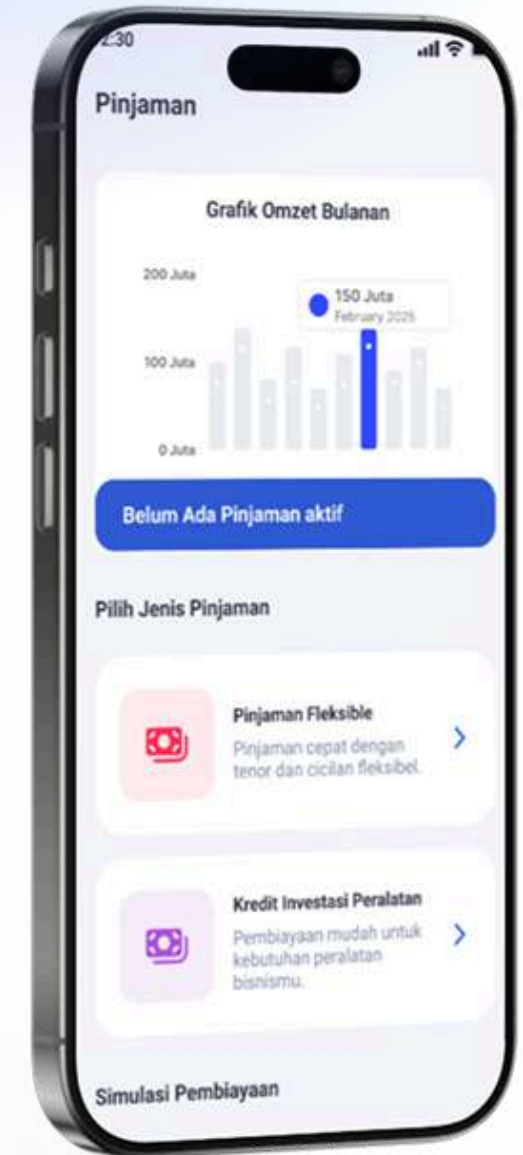 2:30
Pinjaman
Grafik Omzet Bulanan
200 Juta
150 Juta
February 2025
100 Juta
0 Juta
Belum Ada Pinjaman aktif
Pilih Jenis Pinjaman
Pinjaman Fleksible
Pinjaman cepat dengan
tenor dan cicilan fleksibel.
Kredit Investasi Peralatan
Pembiayaan mudah untuk
kebutuhan peralatan
bisnismu.
Simulasi Pembiayaan